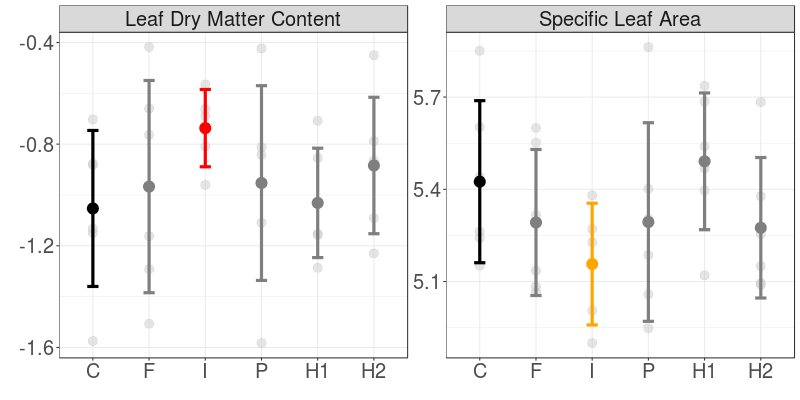 Leaf Dry Matter Content
Specific Leaf Area
-0.4
-0.8
-1.2
-1.6
C F I P H1 H2
5.7
5.4
5.1
C F I P H1 H2